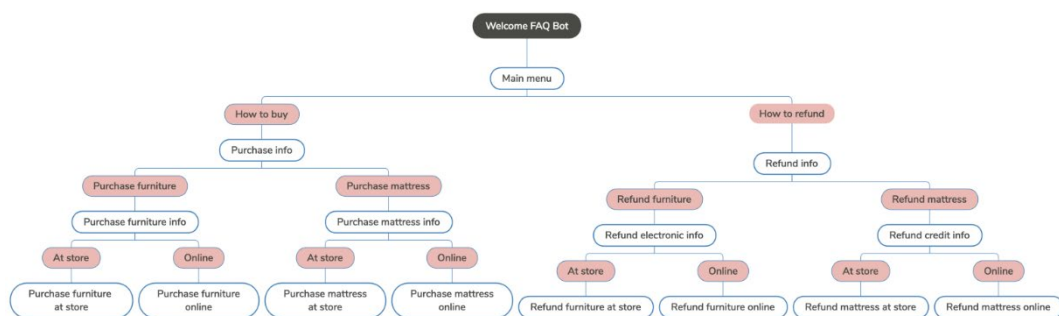 Welcome FAQ Bot
Main menu
How to buy
How to refund
Purchase info
Refund info
Purchase furniture
Purchase mattress
Refund furniture
Refund mattress
Purchase furniture info
Purchase mattress info
Refund electronic info
Refund credit info
At store
Online
At store
Online
At store
Online
At store
Online
Purchase furniture
at store
Purchase furniture
online
Purchase mattress
at store
Purchase mattress
online
Refund furniture at store
Refund furniture online
Refund mattress at store
Refund mattress online